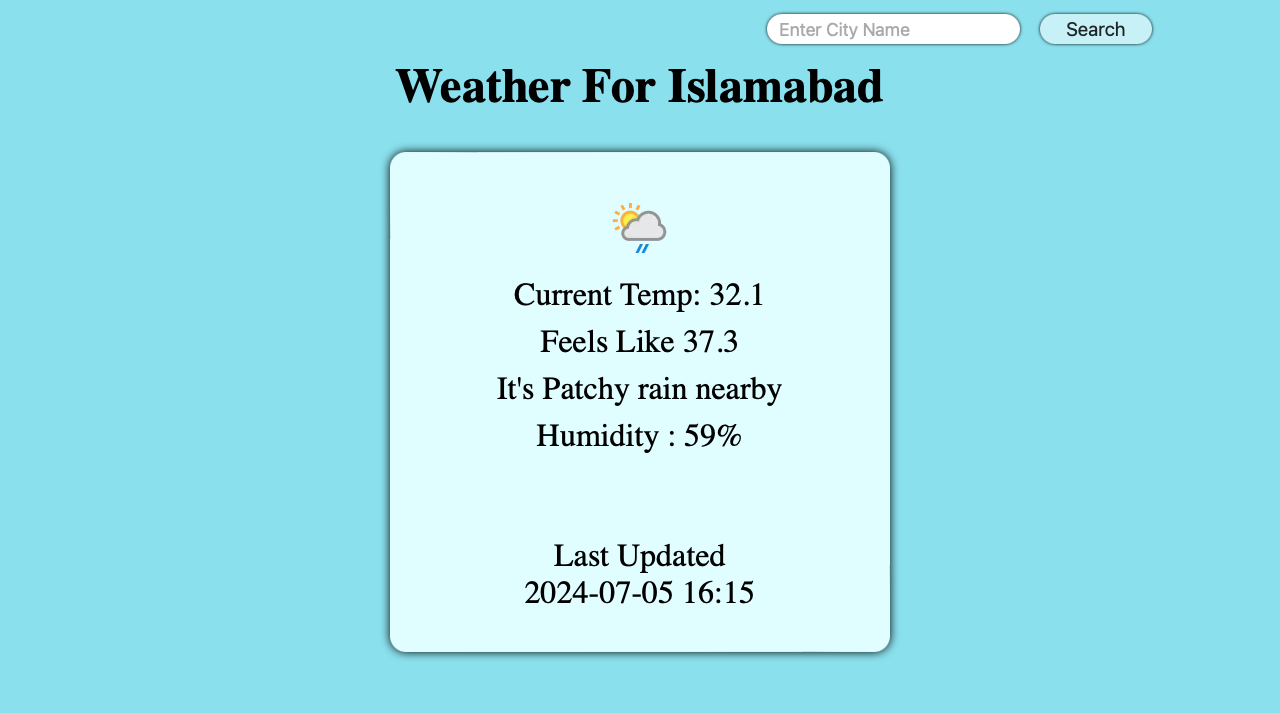 Enter City Name
Search
Weather For Islamabad
Current Temp: 32.1
Feels Like 37.3
It's Patchy rain nearby
Humidity : 59%
Last Updated
2024-07-05 16:15